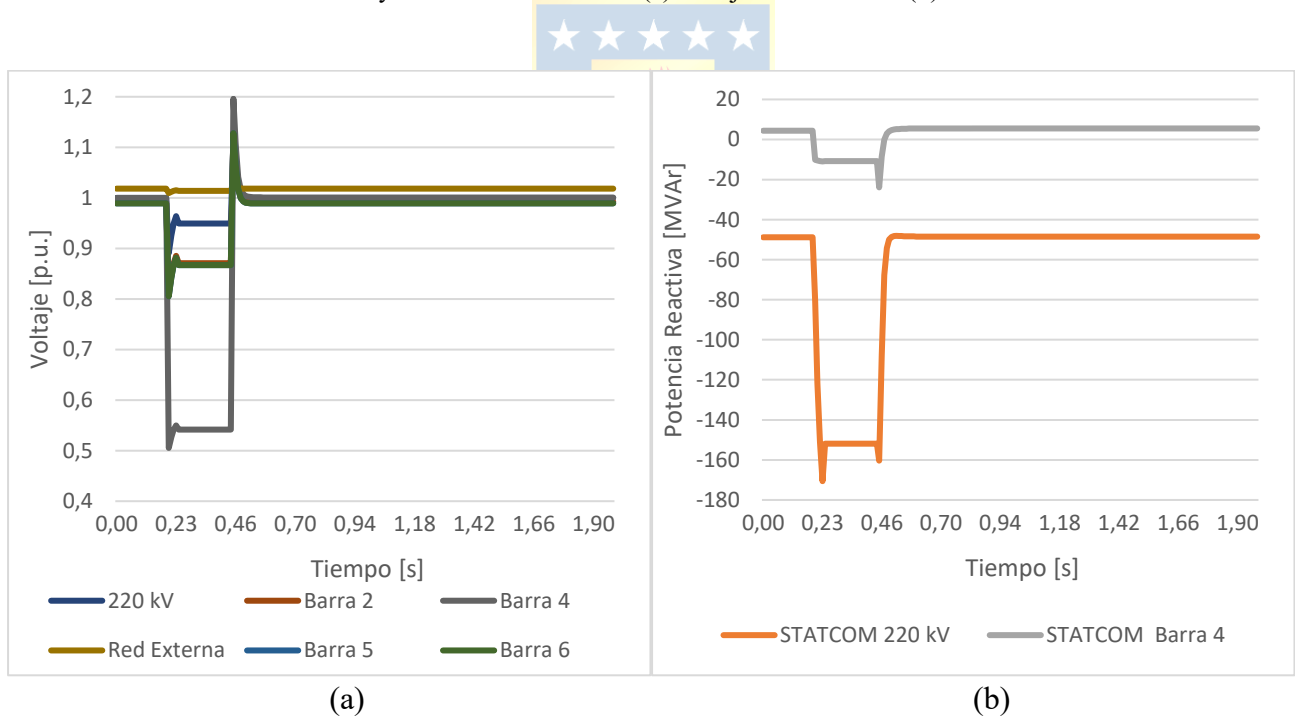 (a)
1,2
1,1
1
0,9
0,8
0,7
0,6
0,5
0,4
Voltaje [p.u.]
0,00 0,23 0,46 0,70 0,94 1,18 1,42 1,66 1,90
Tiempo [s]
220 kV Barra 2 Barra 4
Red Externa Barra 5 Barra 6
20
0
-20
-40
-60
-80
-100
-120
-140
-160
-180
Potencia Reactiva [MVAr]
0,00 0,23 0,46 0,70 0,94 1,18 1,42 1,66 1,90
Tiempo [s]
STATCOM 220 kV STATCOM Barra 4
(b)